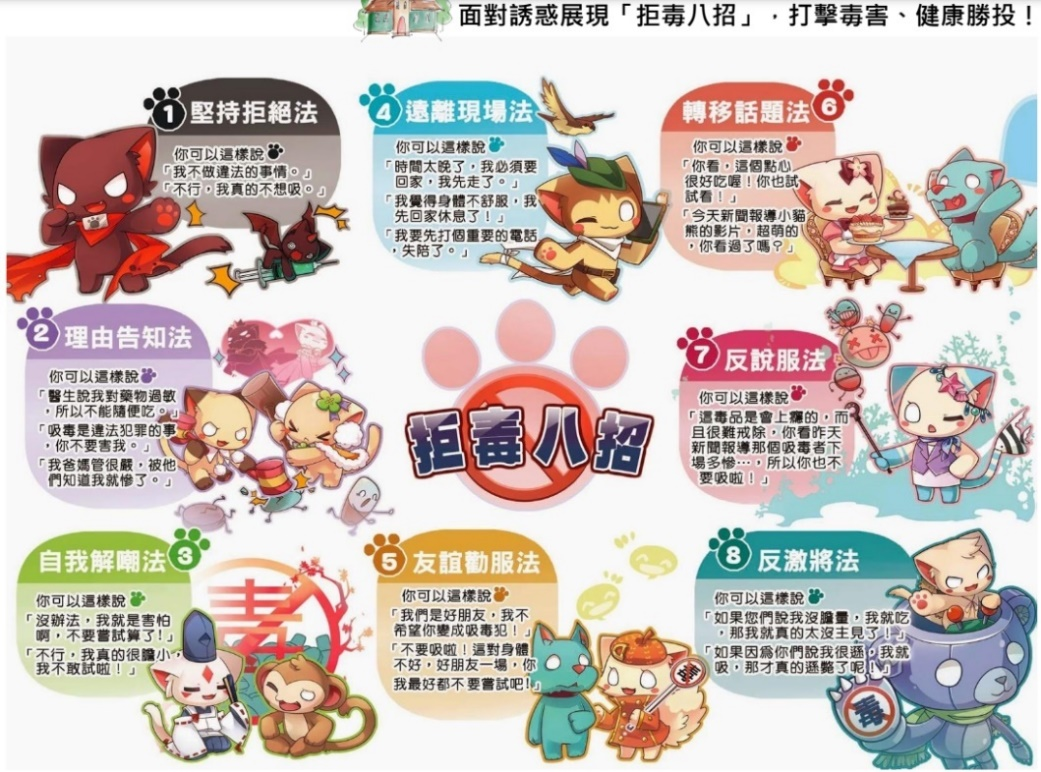 面對誘惑展現「拒毒八招」，打擊毒害、健康勝投！
1 堅持拒絕法
你可以這樣說
「我不做違法的事情。」
「不行，我真的不想吸。」
2 理由告知法
你可以這樣說
「醫生說我對藥物過敏
，所以不能隨便吃。」
「吸毒是違法犯罪的事
，你不要害我。」
「我爸媽管很嚴，被他
們知道我就慘了。」
自我解嘲法 3
你可以這樣說
「沒辦法，我就是害怕
啊，不要嘗試算了！」
「不行，我真的很膽小，
我不敢試啦！」
毒
4 遠離現場法
你可以這樣說
「時間太晚了，我必須要
回家，我先走了。」
「我覺得身體不舒服，我
先回家休息了！」
「我要先打個重要的電話
，失陪了。」
拒毒八招
5 友誼勸服法
你可以這樣說
「我們是好朋友，我不
希望你變成吸毒犯！」
「不要吸啦！這對身體
不好，好朋友一場，你
我最好都不要嘗試吧！」
毒
轉移話題法 6
你可以這樣說
「你看，這個點心
很好吃喔！你也試
試看！」
「今天新聞報導小貓
熊的影片，超萌的
，你看過了嗎？」
7 反說服法
你可以這樣說
「這毒品是會上癮的，而
且很難戒除，你看昨天
新聞報導那個吸毒者下
場多慘…，所以你也不
要吸啦！」
8 反激將法
你可以這樣說
「如果您們說我沒膽量，我就吃
，那我就真的太沒主見了！」
「如果因為你們說我很遜，我就
吸，那才真的遜斃了呢！」
毒